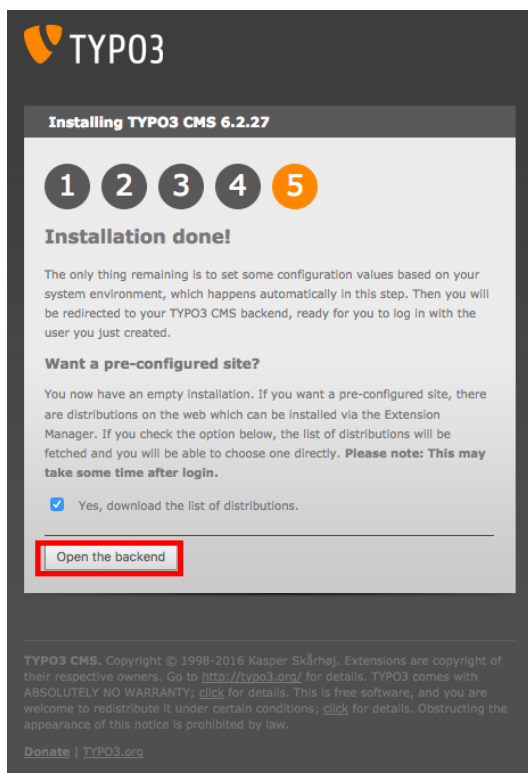 TYPO3
Installing TYPO3 CMS 6.2.27
1 2 3 4 5
Installation done!
The only thing remaining is to set some configuration values based on your
system environment, which happens automatically in this step. Then you will
be redirected to your TYPO3 CMS backend, ready for you to log in with the
user you just created.
Want a pre-configured site?
You now have an empty installation. If you want a pre-configured site, there
are distributions on the web which can be installed via the Extension
Manager. If you check the option below, the list of distributions will be
fetched and you will be able to choose one directly. Please note: This may
take some time after login.
Yes, download the list of distributions.
Open the backend
TYPO3 CMS. Copyright © 1998-2016 Kasper Skårhøj. Extensions are copyright of
their respective owners. Go to http://typo3.org/ for details. TYPO3 comes with
ABSOLUTELY NO WARRANTY; click for details. This is free software, and you are
welcome to redistribute it under certain conditions; click for details. Obstructing the
appearance of this notice is prohibited by law.
Donate | TYPO3.org